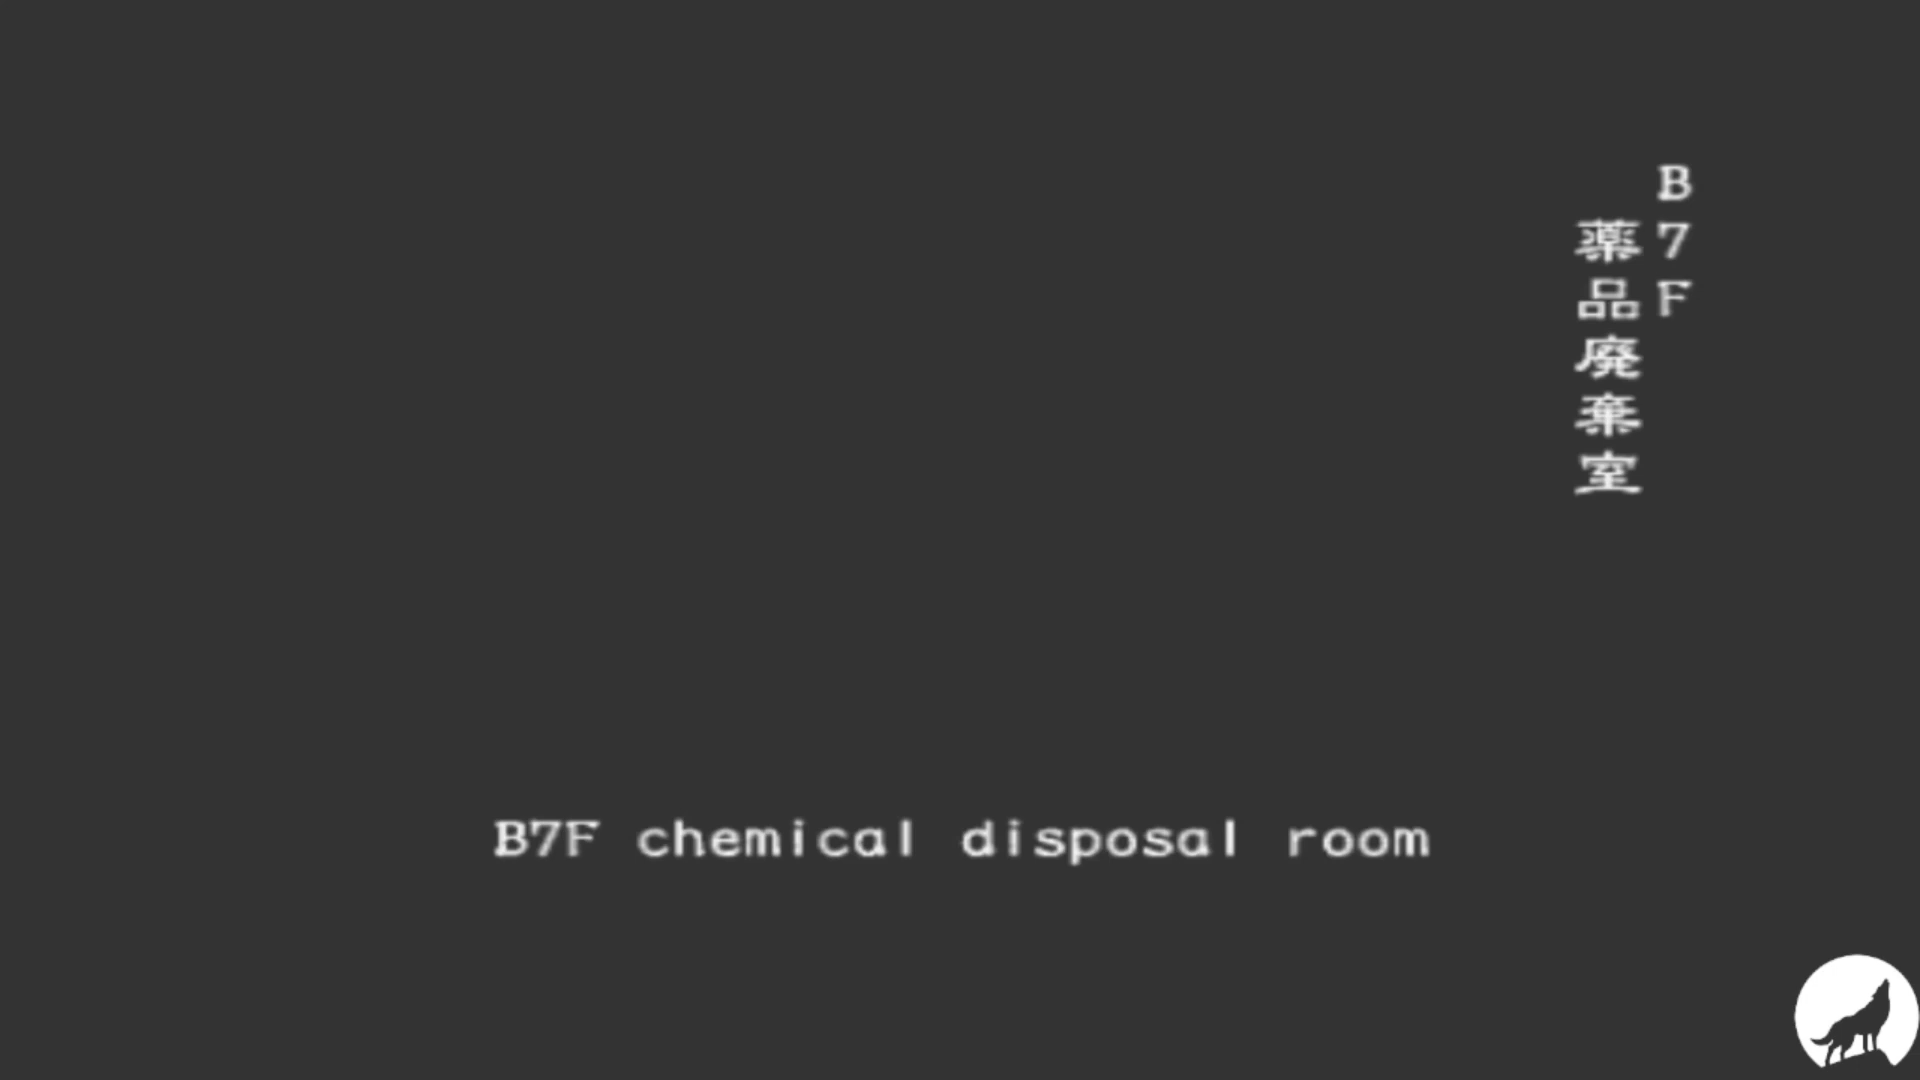 B7F
薬品廃棄室
B7F chemical disposal room